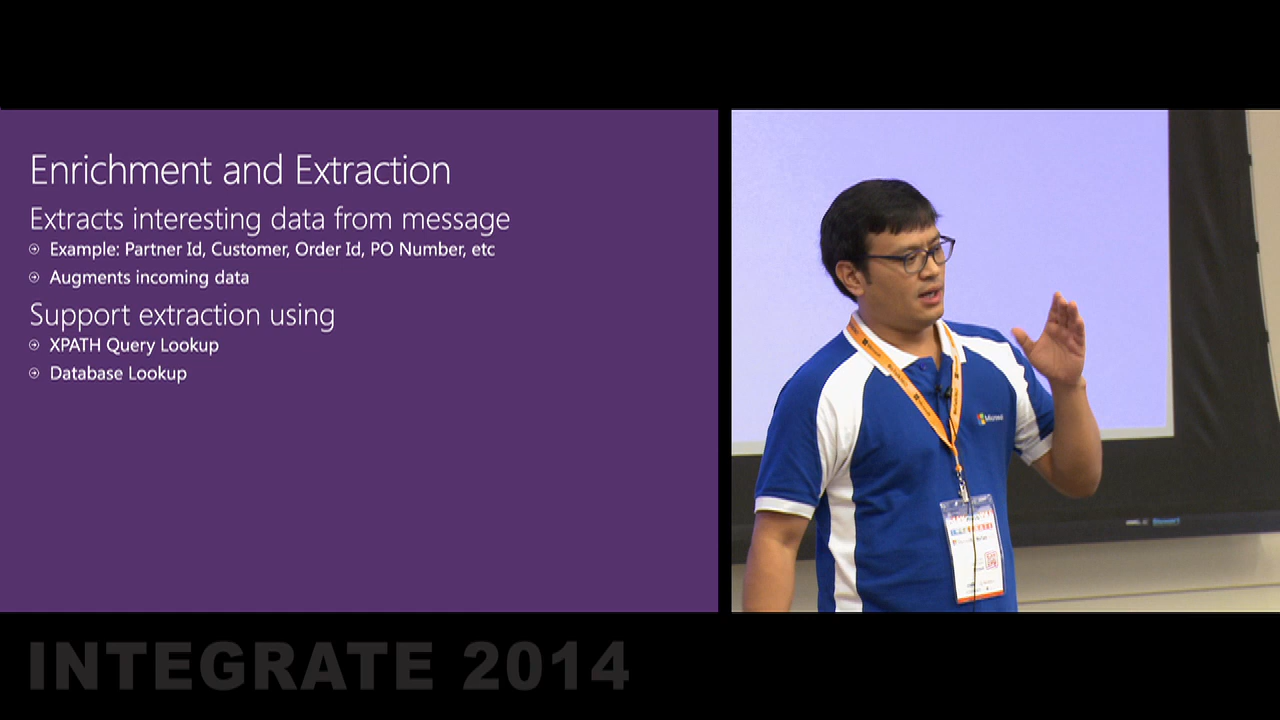 Enrichment and Extraction
Extracts interesting data from message
Example: Partner Id, Customer, Order Id, PO Number, etc
Augments incoming data
Support extraction using
XPATH Query Lookup
Database Lookup
Microsoft
INTEGRATE 2014